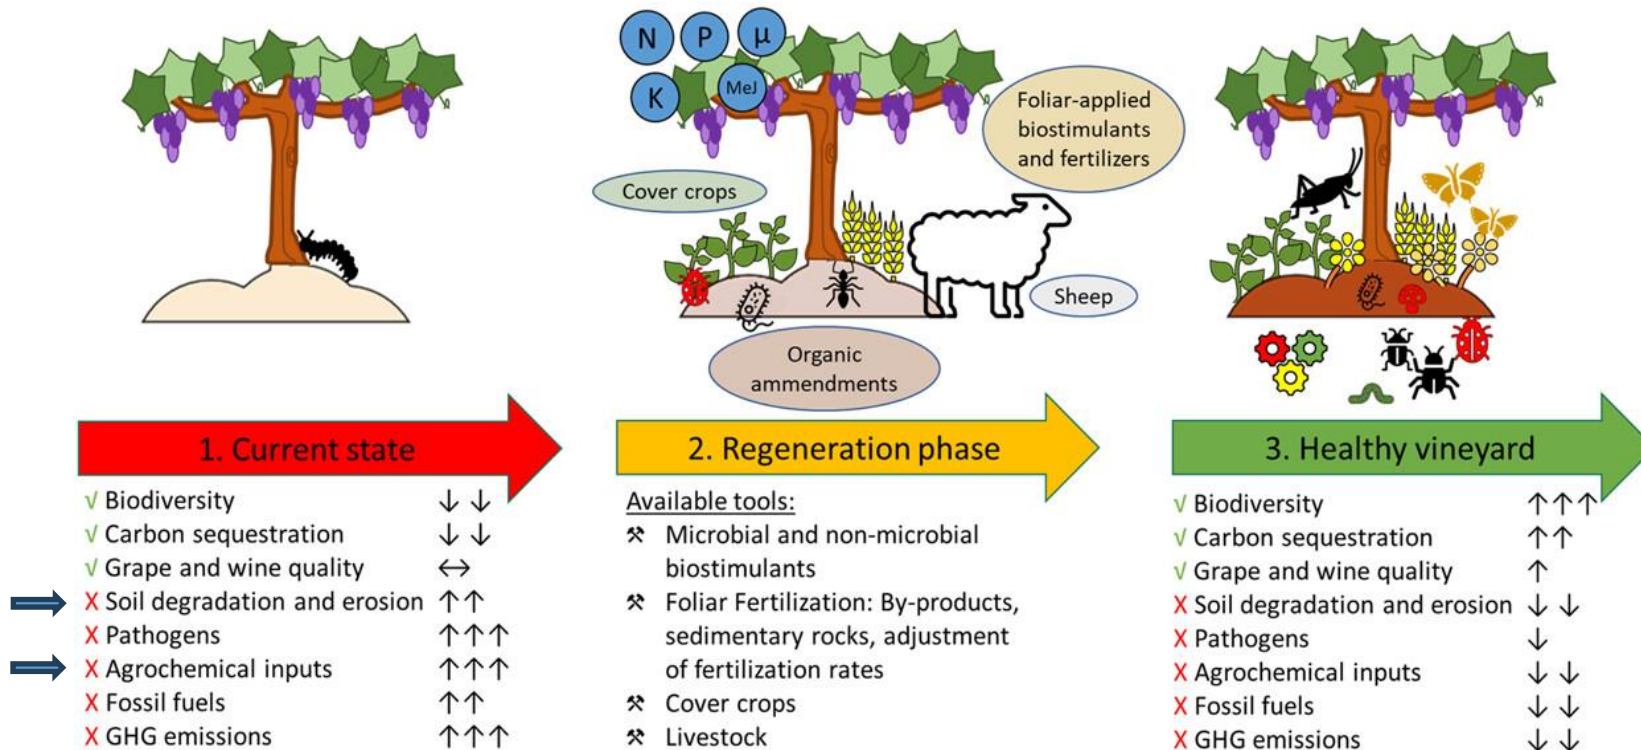 N
P
μ
K
MeJ
Foliar-applied
biostimulants
and fertilizers
Cover crops
Sheep
Organic
ammendments
1. Current state
√ Biodiversity ↓ ↓
√ Carbon sequestration ↓ ↓
√ Grape and wine quality ↔
X Soil degradation and erosion ↑↑
X Pathogens ↑↑↑
X Agrochemical inputs ↑↑↑
X Fossil fuels ↑↑
X GHG emissions ↑↑↑
2. Regeneration phase
Available tools:
Microbial and non-microbial
biostimulants
Foliar Fertilization: By-products,
sedimentary rocks, adjustment
of fertilization rates
Cover crops
Livestock
3. Healthy vineyard
√ Biodiversity ↑↑↑
√ Carbon sequestration ↑↑
√ Grape and wine quality ↑
X Soil degradation and erosion ↓ ↓
X Pathogens ↓
X Agrochemical inputs ↓ ↓
X Fossil fuels ↓ ↓
X GHG emissions ↓ ↓